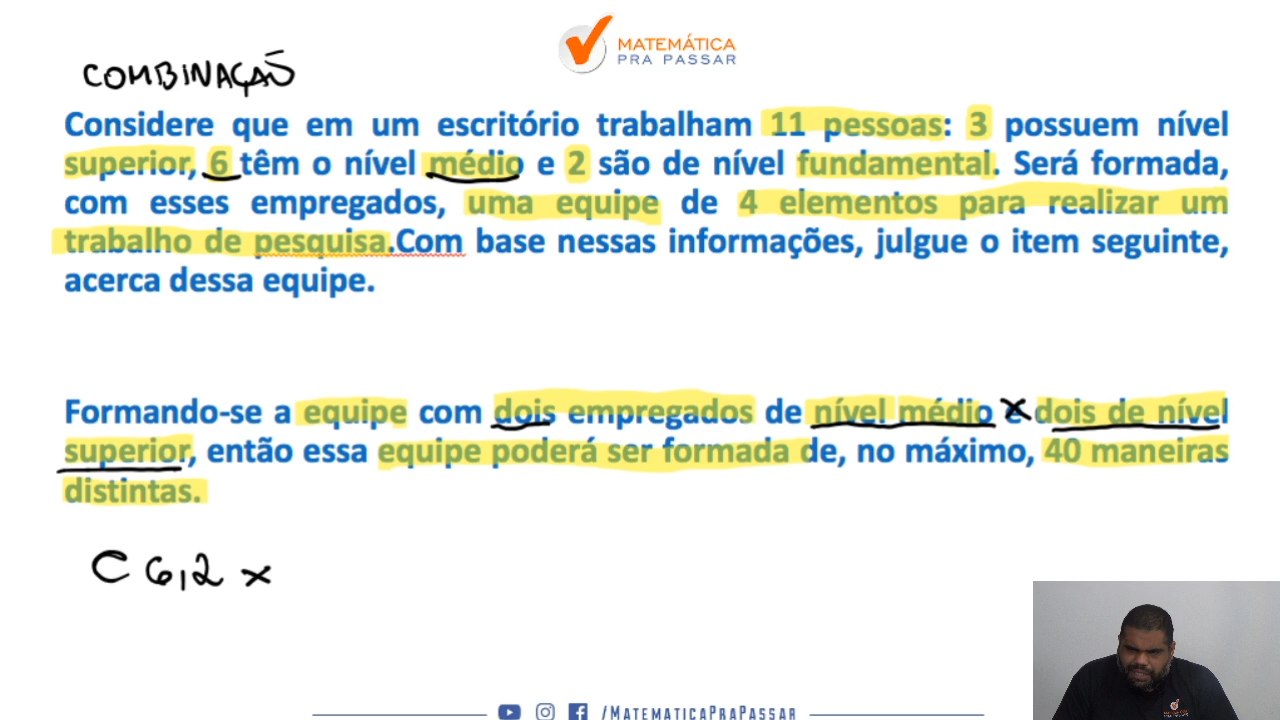 MATEMÁTICA
PRA PASSAR
COMBINAÇÃO
Considere que em um escritório trabalham 11 pessoas: 3 possuem nível
superior, 6 têm o nível médio e 2 são de nível fundamental. Será formada,
com esses empregados, uma equipe de 4 elementos para realizar um
trabalho de pesquisa.Com base nessas informações, julgue o item seguinte,
acerca dessa equipe.
Formando-se a equipe com dois empregados de nível médio e dois de nível
superior, então essa equipe poderá ser formada de, no máximo, 40 maneiras
distintas.
C 6,2 x
/MATEMATICAPRAPASSAR